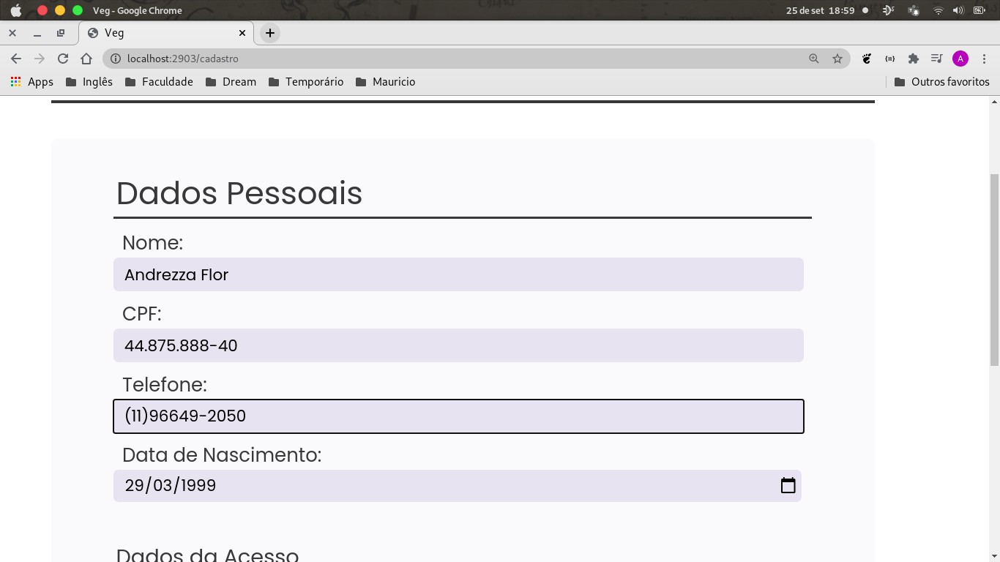 Veg - Google Chrome 25 de set 18:59
Veg
localhost:2903/cadastro A
Apps Inglês Faculdade Dream Temporário Mauricio Outros favoritos
Dados Pessoais
Nome:
Andrezza Flor
CPF:
44.875.888-40
Telefone:
(11)96649-2050
Data de Nascimento:
29/03/1999
Dados da Acesso